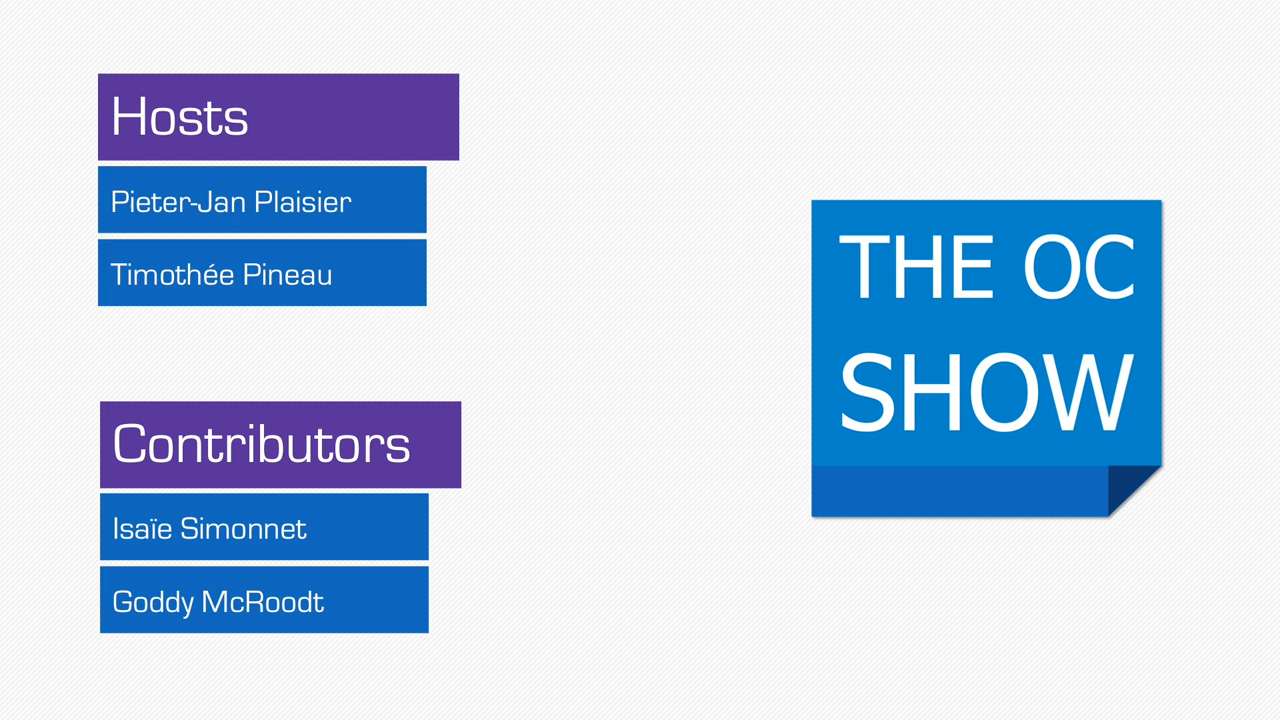 Hosts
Pieter-Jan Plaisier
Timothée Pineau
Contributors
Isaïe Simonnet
Goddy McRoodt
THE OC
SHOW